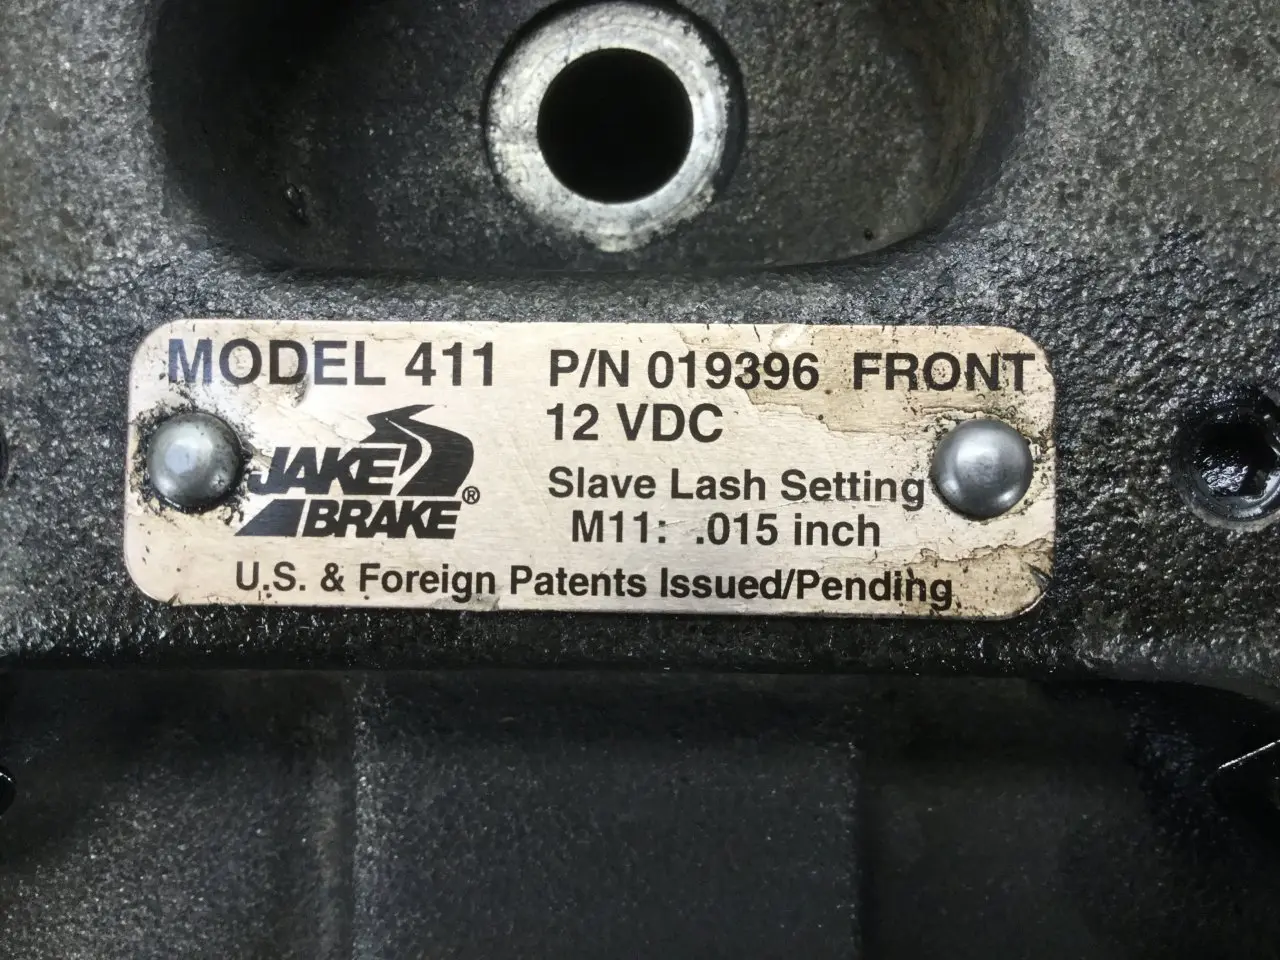 MODEL 411 P/N 019396 FRONT
12 VDC
JAKE
BRAKE®
Slave Lash Setting
M11: .015 inch
U.S. & Foreign Patents Issued/Pending